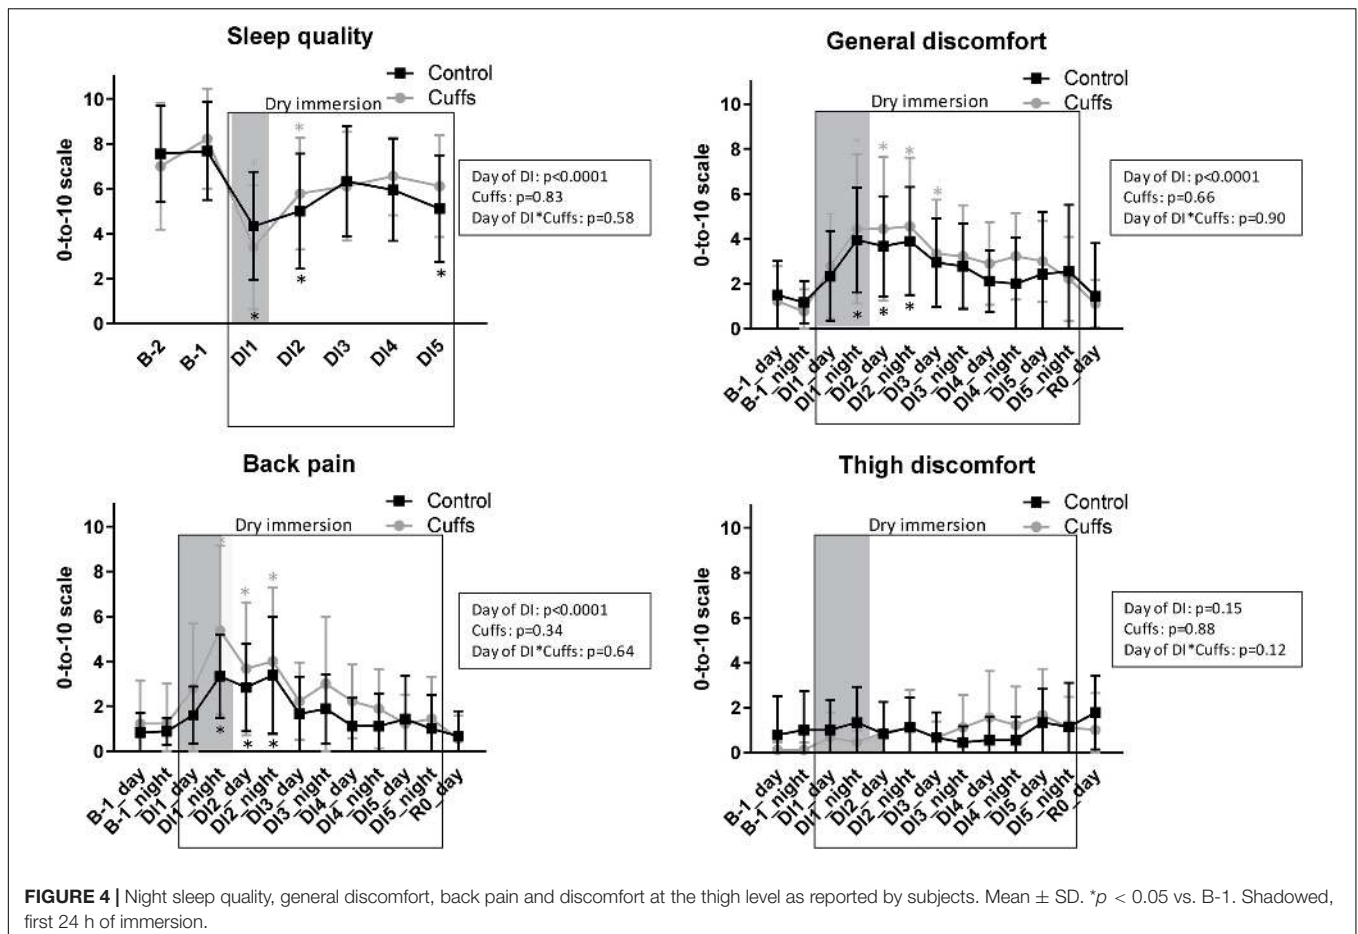 Sleep quality
Control
Cuffs
Dry immersion
0-to-10 scale
10
8
6
4
2
0
*
*
*
*
B-2
B-1
DI1
DI2
DI3
DI4
DI5
Day of DI: p<0.0001
Cuffs: p=0.83
Day of DI*Cuffs: p=0.58
General discomfort
Control
Cuffs
Dry immersion
0-to-10 scale
10
8
6
4
2
0
* * *
* * *
B-1_day
B-1_night
DI1_day
DI1_night
DI2_day
DI2_night
DI3_day
DI3_night
DI4_day
DI4_night
DI5_day
DI5_night
R0_day
Day of DI: p<0.0001
Cuffs: p=0.66
Day of DI*Cuffs: p=0.90
Back pain
Control
Cuffs
Dry immersion
0-to-10 scale
10
8
6
4
2
0
* * *
* * *
B-1_day
B-1_night
DI1_day
DI1_night
DI2_day
DI2_night
DI3_day
DI3_night
DI4_day
DI4_night
DI5_day
DI5_night
R0_day
Day of DI: p<0.0001
Cuffs: p=0.34
Day of DI*Cuffs: p=0.64
Thigh discomfort
Control
Cuffs
Dry immersion
0-to-10 scale
10
8
6
4
2
0
B-1_day
B-1_night
DI1_day
DI1_night
DI2_day
DI2_night
DI3_day
DI3_night
DI4_day
DI4_night
DI5_day
DI5_night
R0_day
Day of DI: p=0.15
Cuffs: p=0.88
Day of DI*Cuffs: p=0.12
FIGURE 4 | Night sleep quality, general discomfort, back pain and discomfort at the thigh level as reported by subjects. Mean ± SD. *p < 0.05 vs. B-1. Shadowed,
first 24 h of immersion.